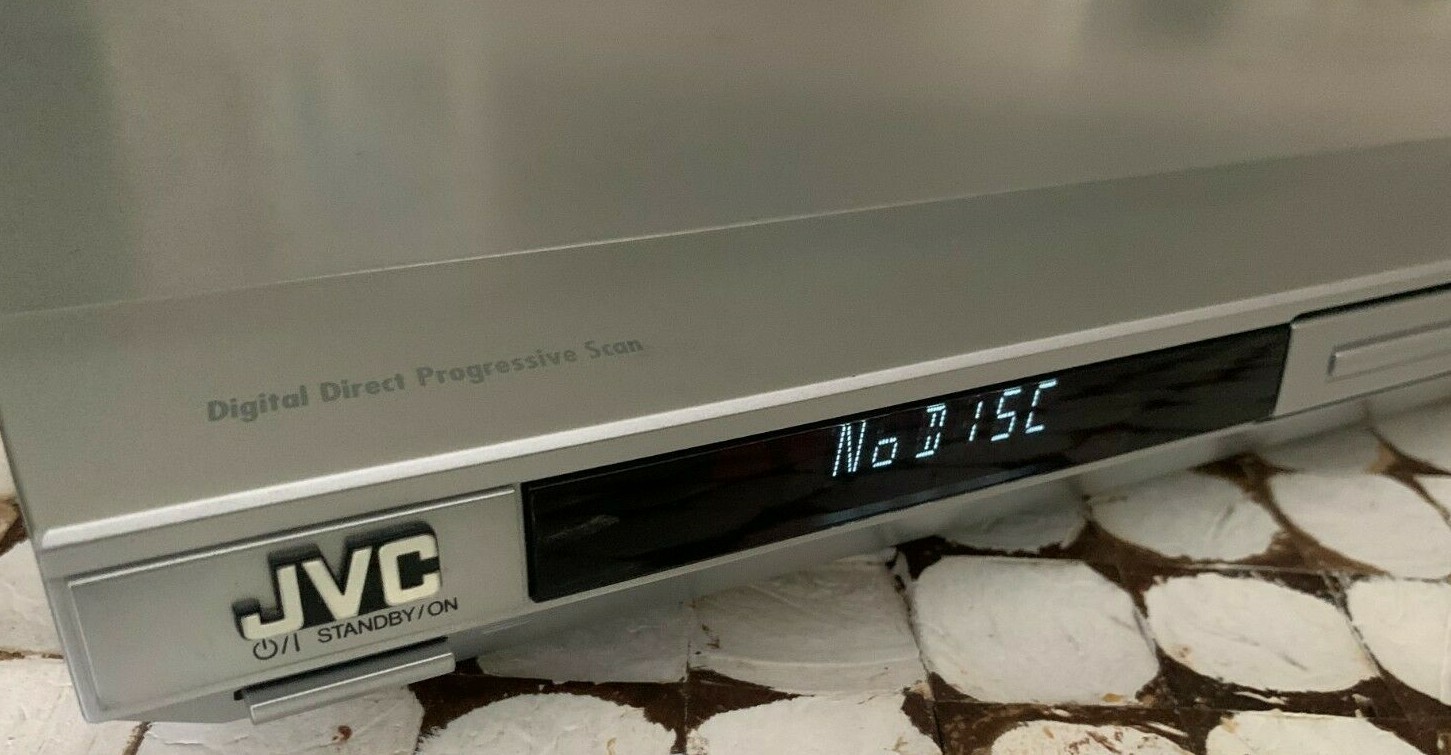 Digital Direct Progressive Scan
No DISC
JVC
⏻/I STANDBY/ON